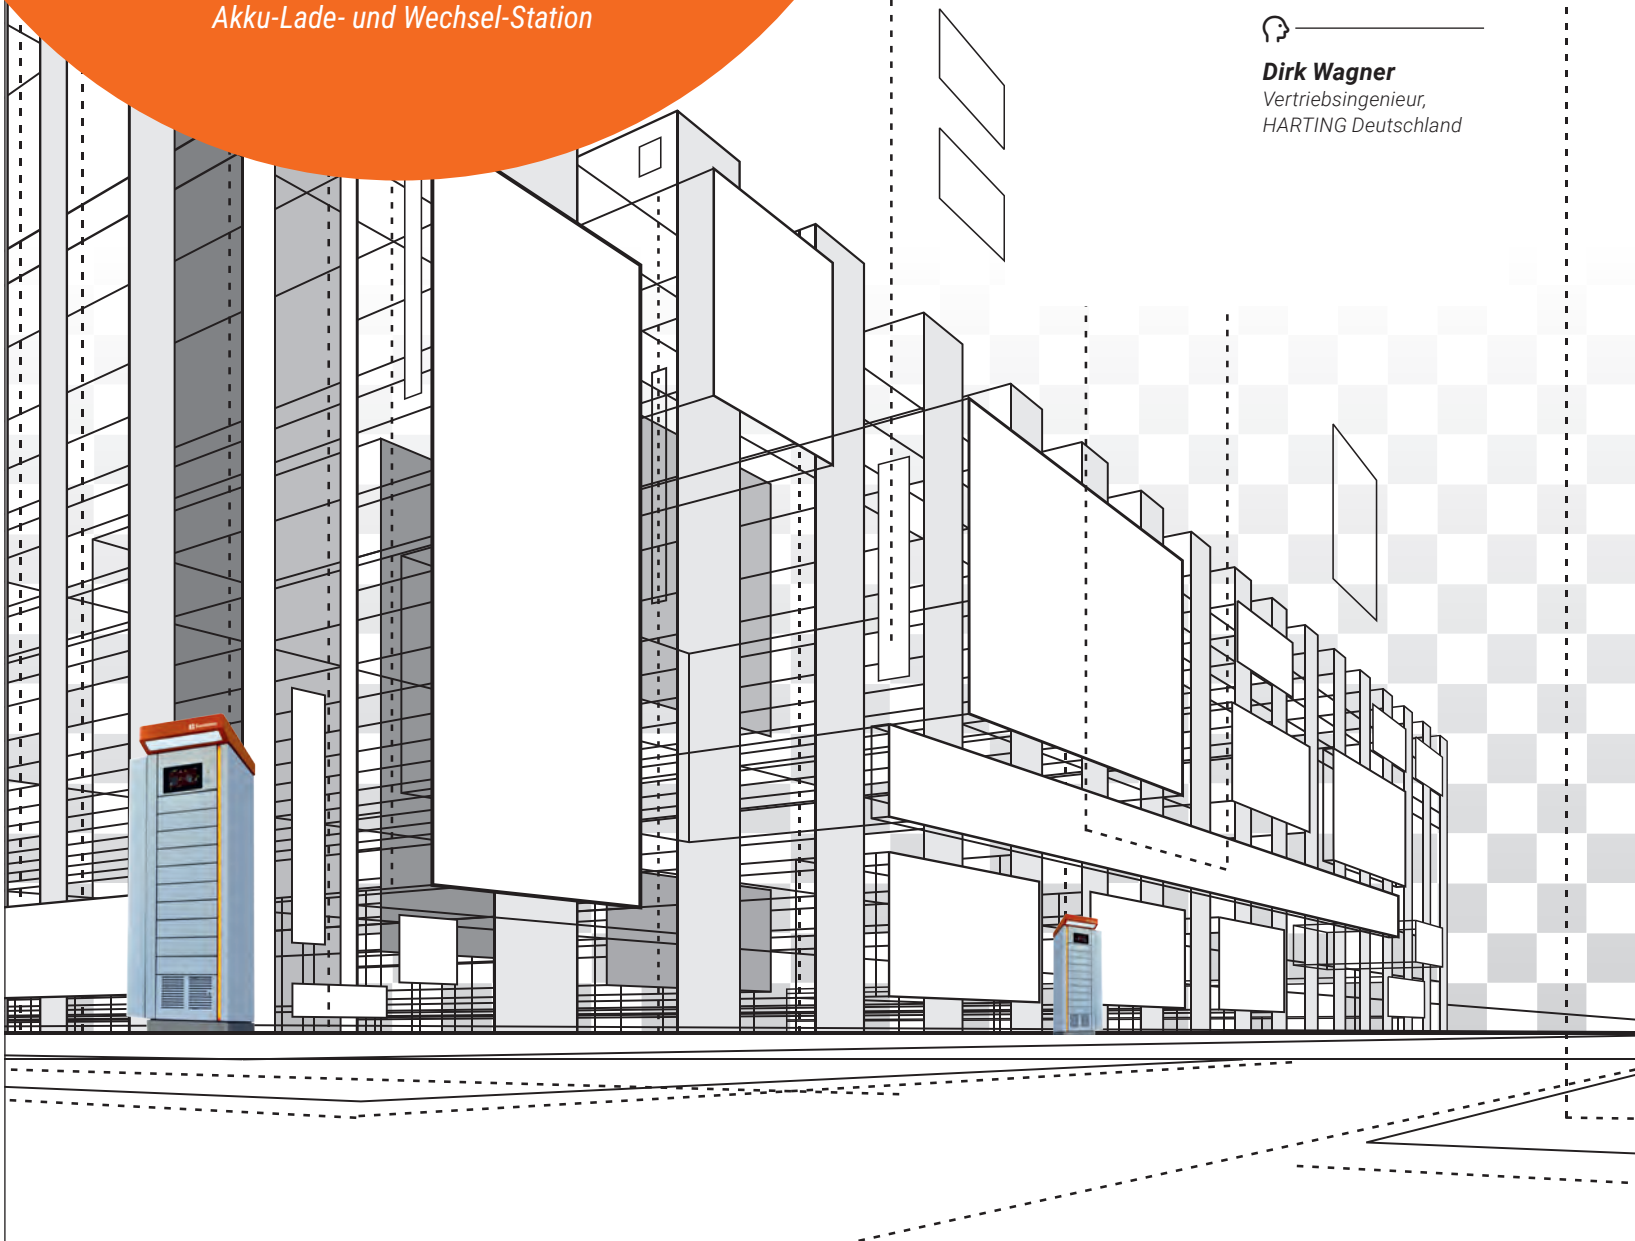 Akku-Lade- und Wechsel-Station
Dirk Wagner
Vertriebsingenieur,
HARTING Deutschland